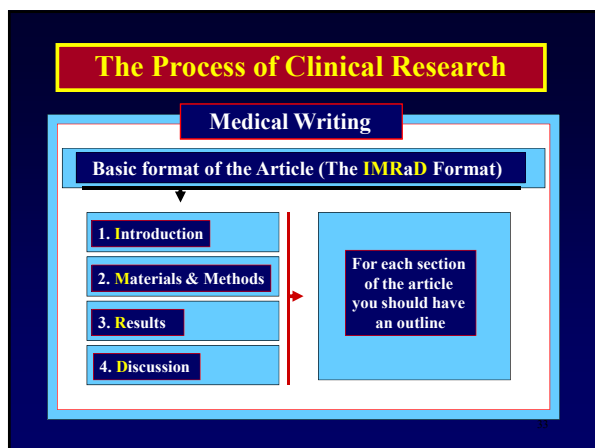 The Process of Clinical Research
Medical Writing
Basic format of the Article (The IMRaD Format)
1. Introduction
2. Materials & Methods
3. Results
4. Discussion
For each section
of the article
you should have
an outline